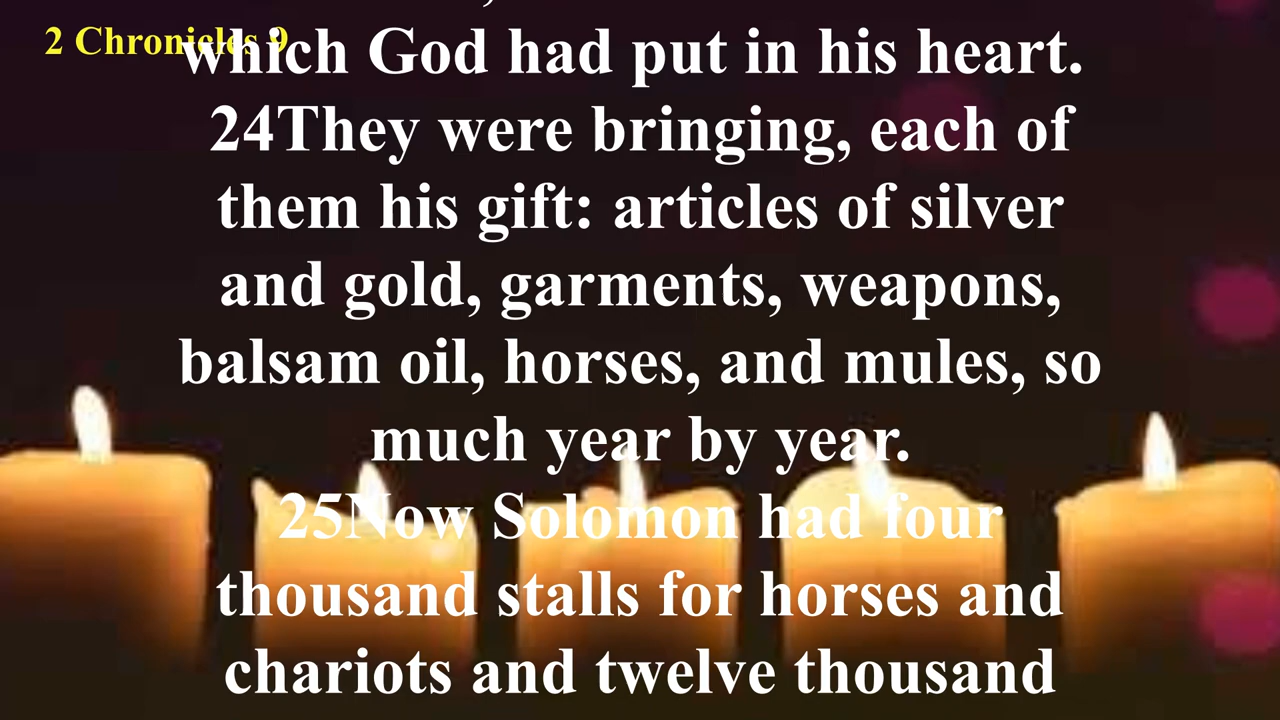 2 Chronicles 9
which God had put in his heart.
24They were bringing, each of
them his gift: articles of silver
and gold, garments, weapons,
balsam oil, horses, and mules, so
much year by year.
25Now Solomon had four
thousand stalls for horses and
chariots and twelve thousand